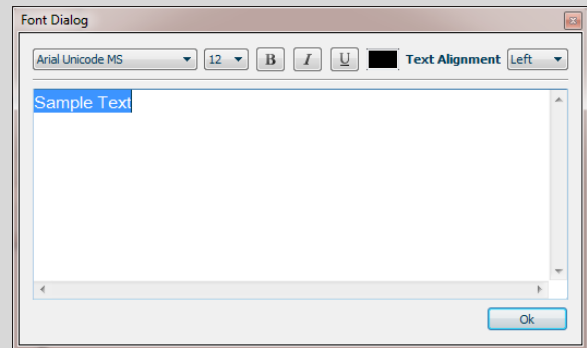 Font Dialog
Arial Unicode MS 12 B I U Text Alignment Left
Sample Text
Ok